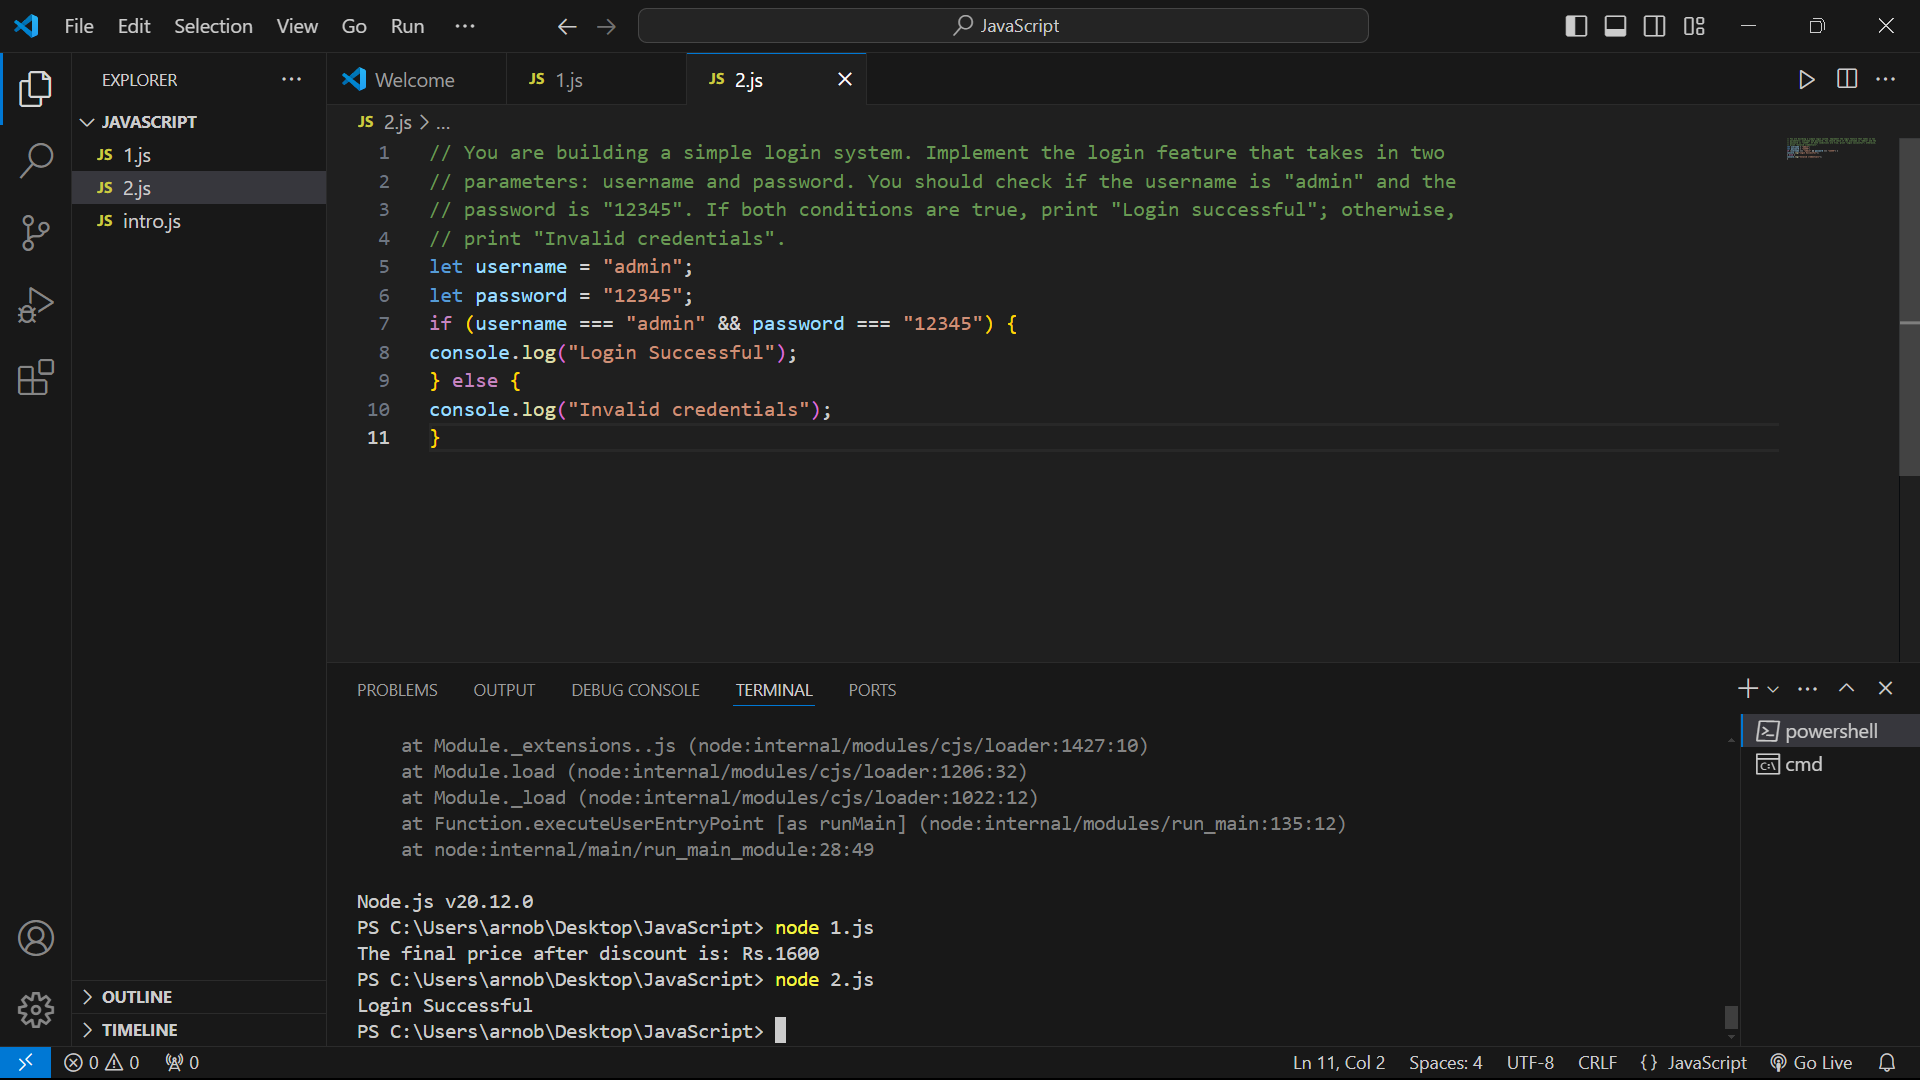 File Edit Selection View Go Run ··· JavaScript
EXPLORER ···
JAVASCRIPT
JS 1.js
JS 2.js
JS intro.js
OUTLINE
TIMELINE
Welcome JS 1.js JS 2.js
JS 2.js > ...
1 // You are building a simple login system. Implement the login feature that takes in two
2 // parameters: username and password. You should check if the username is "admin" and the
3 // password is "12345". If both conditions are true, print "Login successful"; otherwise,
4 // print "Invalid credentials".
5 let username = "admin";
6 let password = "12345";
7 if (username === "admin" && password === "12345") {
8 console.log("Login Successful");
9 } else {
10 console.log("Invalid credentials");
11 }
PROBLEMS OUTPUT DEBUG CONSOLE TERMINAL PORTS
at Module._extensions..js (node:internal/modules/cjs/loader:1427:10)
at Module.load (node:internal/modules/cjs/loader:1206:32)
at Module._load (node:internal/modules/cjs/loader:1022:12)
at Function.executeUserEntryPoint [as runMain] (node:internal/modules/run_main:135:12)
at node:internal/main/run_main_module:28:49
Node.js v20.12.0
PS C:\Users\arnob\Desktop\JavaScript> node 1.js
The final price after discount is: Rs.1600
PS C:\Users\arnob\Desktop\JavaScript> node 2.js
Login Successful
PS C:\Users\arnob\Desktop\JavaScript>
powershell
cmd
0 0 0 Ln 11, Col 2 Spaces: 4 UTF-8 CRLF {} JavaScript Go Live